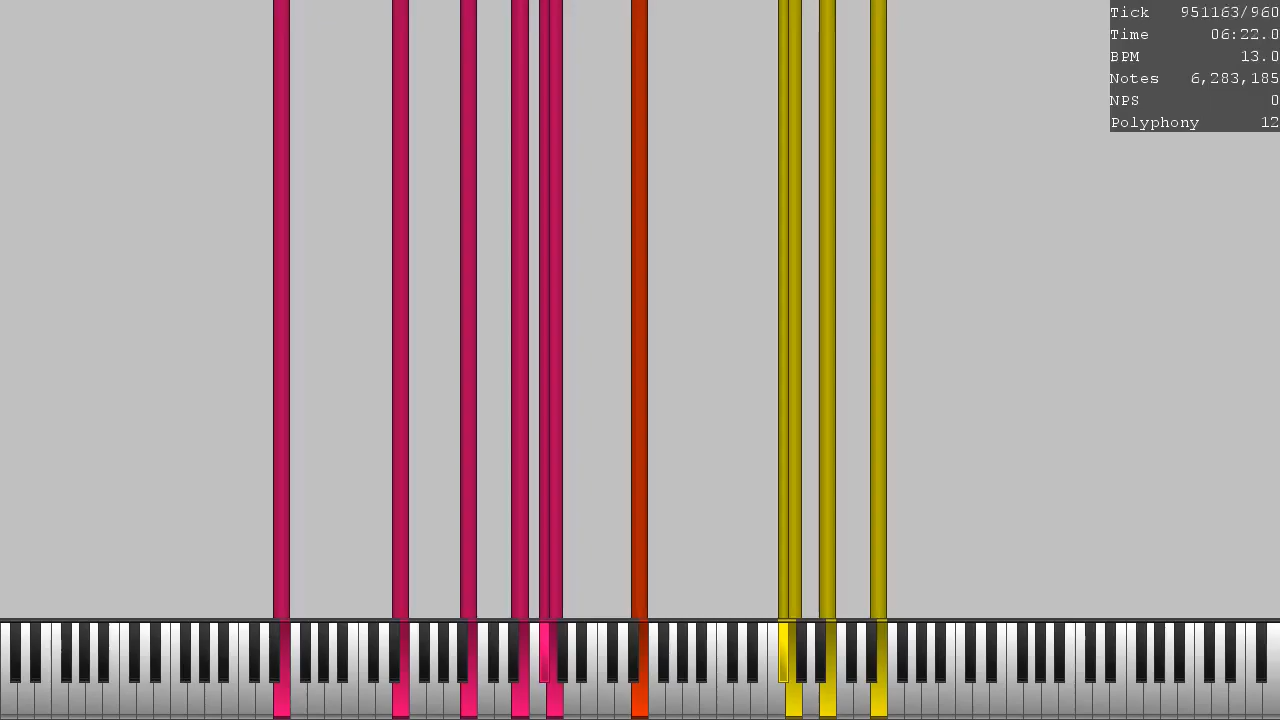 Tick 951163/960
Time 06:22.0
BPM 13.0
Notes 6,283,185
NPS 0
Polyphony 12